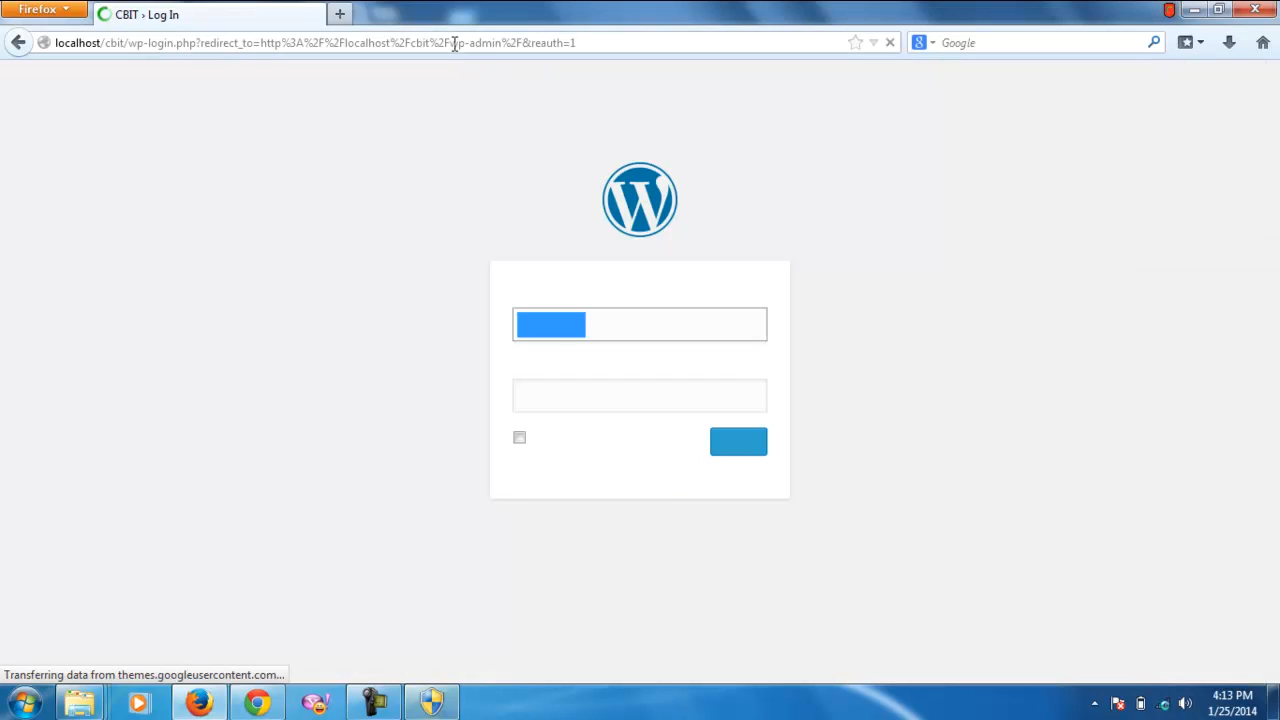 Firefox
CBIT › Log In
localhost/cbit/wp-login.php?redirect_to=http%3A%2F%2Flocalhost%2Fcbit%2Fwp-admin%2F&reauth=1
Google
Transferring data from themes.googleusercontent.com...
4:13 PM
1/25/2014